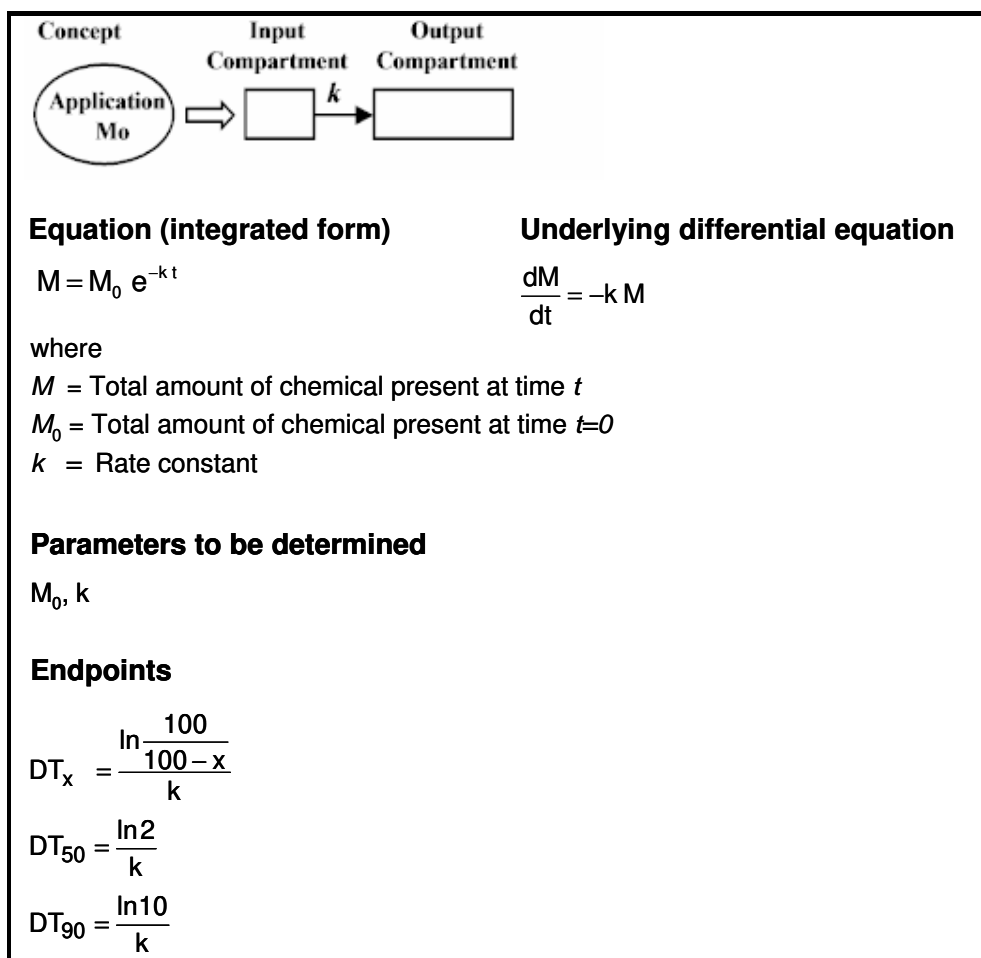 Concept Input Output
Compartment Compartment
Application k
Mo
Equation (integrated form) Underlying differential equation
M = M₀ e^(–k t)
dM/dt = –k M
where
M = Total amount of chemical present at time t
M₀ = Total amount of chemical present at time t=0
k = Rate constant
Parameters to be determined
M₀, k
Endpoints
DTₓ = (ln 100/(100 – x))/k
DT₅₀ = ln2/k
DT₉₀ = ln10/k